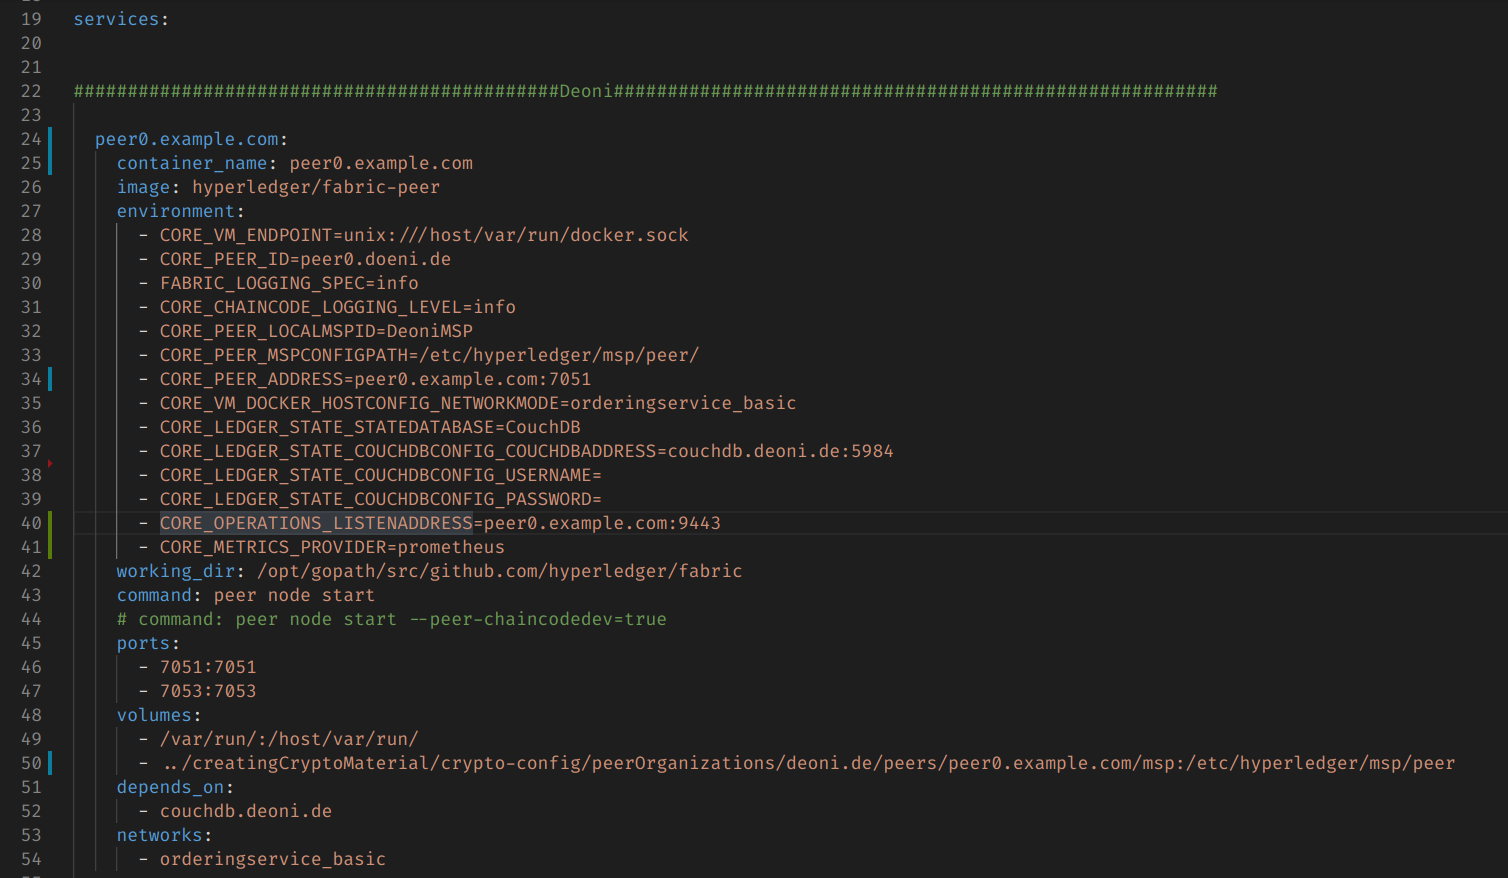 19 services:
20
21
22 #############################################Deoni########################################################
23
24 peer0.example.com:
25 container_name: peer0.example.com
26 image: hyperledger/fabric-peer
27 environment:
28 - CORE_VM_ENDPOINT=unix:///host/var/run/docker.sock
29 - CORE_PEER_ID=peer0.doeni.de
30 - FABRIC_LOGGING_SPEC=info
31 - CORE_CHAINCODE_LOGGING_LEVEL=info
32 - CORE_PEER_LOCALMSPID=DeoniMSP
33 - CORE_PEER_MSPCONFIGPATH=/etc/hyperledger/msp/peer/
34 - CORE_PEER_ADDRESS=peer0.example.com:7051
35 - CORE_VM_DOCKER_HOSTCONFIG_NETWORKMODE=orderingservice_basic
36 - CORE_LEDGER_STATE_STATEDATABASE=CouchDB
37 - CORE_LEDGER_STATE_COUCHDBCONFIG_COUCHDBADDRESS=couchdb.deoni.de:5984
38 - CORE_LEDGER_STATE_COUCHDBCONFIG_USERNAME=
39 - CORE_LEDGER_STATE_COUCHDBCONFIG_PASSWORD=
40 - CORE_OPERATIONS_LISTENADDRESS=peer0.example.com:9443
41 - CORE_METRICS_PROVIDER=prometheus
42 working_dir: /opt/gopath/src/github.com/hyperledger/fabric
43 command: peer node start
44 # command: peer node start --peer-chaincodedev=true
45 ports:
46 - 7051:7051
47 - 7053:7053
48 volumes:
49 - /var/run/:/host/var/run/
50 - ../creatingCryptoMaterial/crypto-config/peerOrganizations/deoni.de/peers/peer0.example.com/msp:/etc/hyperledger/msp/peer
51 depends_on:
52 - couchdb.deoni.de
53 networks:
54 - orderingservice_basic